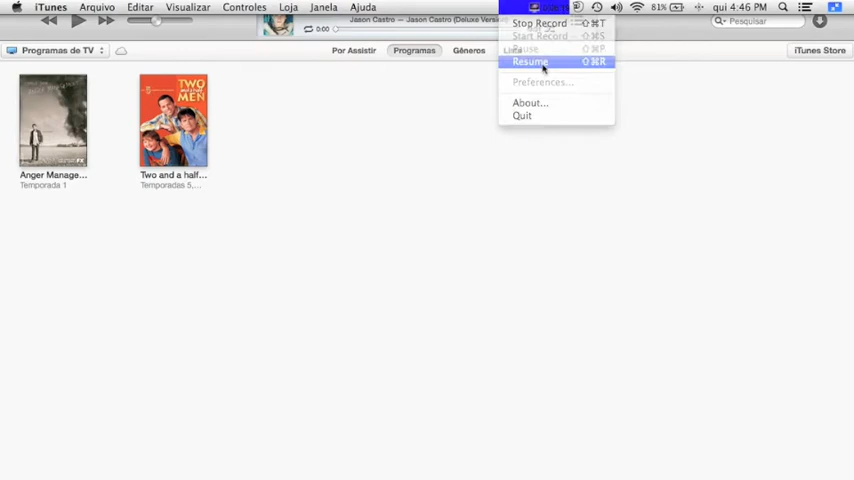 iTunes Arquivo Editar Visualizar Controles Loja Janela Ajuda 81% qui 4:46 PM
Jason Castro — Jason Castro (Deluxe Versi
0:00
Pesquisar
Programas de TV Por Assistir Programas Gêneros Lista iTunes Store
Stop Record ⇧⌘T
Start Record ⇧⌘S
Pause ⇧⌘P
Resume ⇧⌘R
Preferences...
About...
Quit
Anger Manage...
Temporada 1
TWO and a half MEN
Two and a half...
Temporadas 5,...